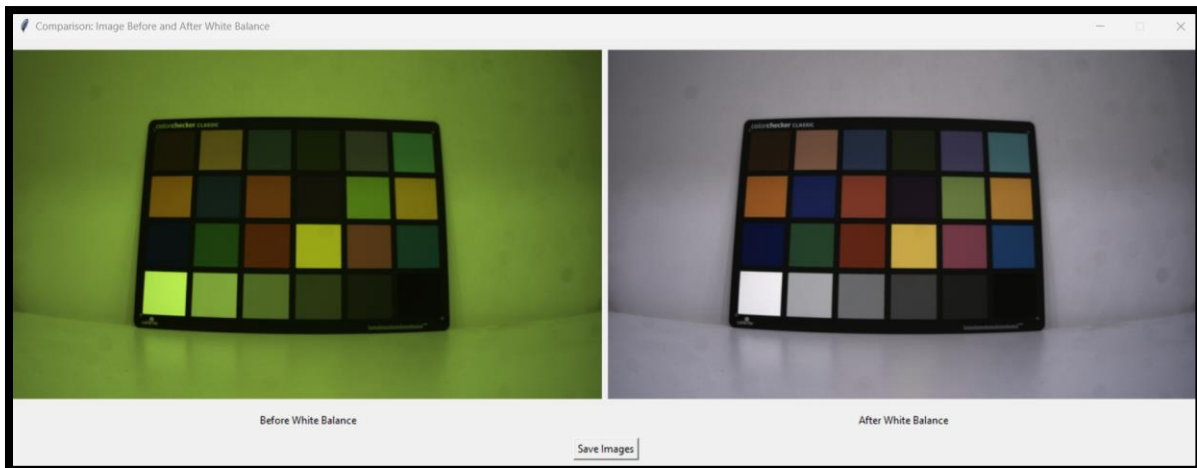 Comparison: Image Before and After White Balance
colorchecker CLASSIC
colorchecker CLASSIC
Before White Balance
After White Balance
Save Images